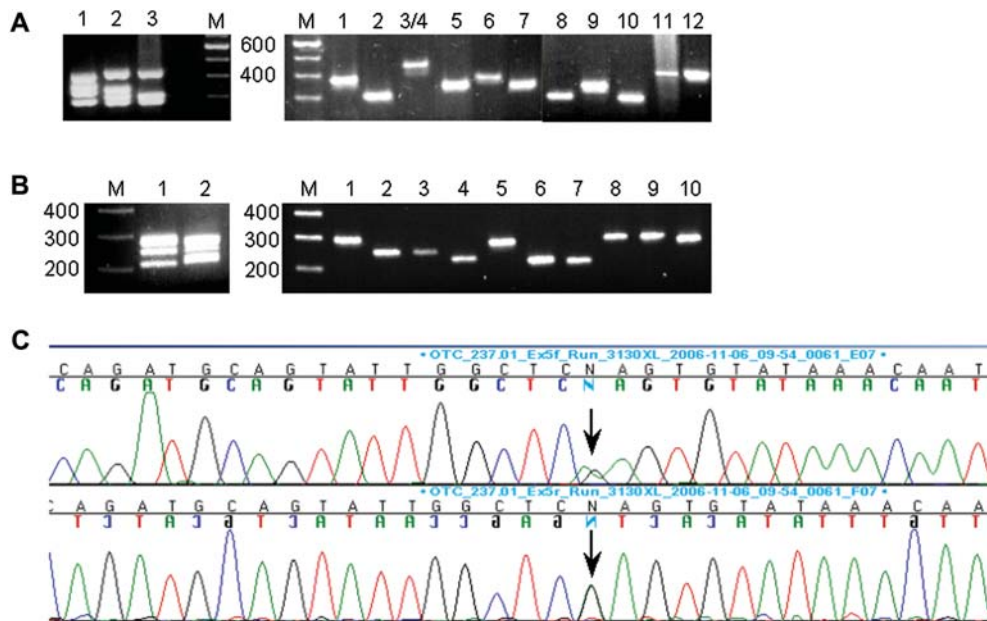 A
1 2 3 M
M 1 2 3/4 5 6 7 8 9 10 11 12
600
400
B
M 1 2
M 1 2 3 4 5 6 7 8 9 10
400
300
200
400
300
200
C
• OTC_237.01_Ex5f_Run_3130XL_2006-11-06_09-54_0061_E07 •
C A G A T G C A G T A T T G G C T C N A G T G T A T A A A C A A T
C A G A T G C A G T A T T G G C T C N A G T G T A T A A A C A A T
• OTC_237.01_Ex5r_Run_3130XL_2006-11-06_09-54_0061_F07 •
C A G A T G C A G T A T T G G C T C N A G T G T A T A A A C A A
T C T A C G T C A T A A C C G A G N T C A C A T A T T T G T T